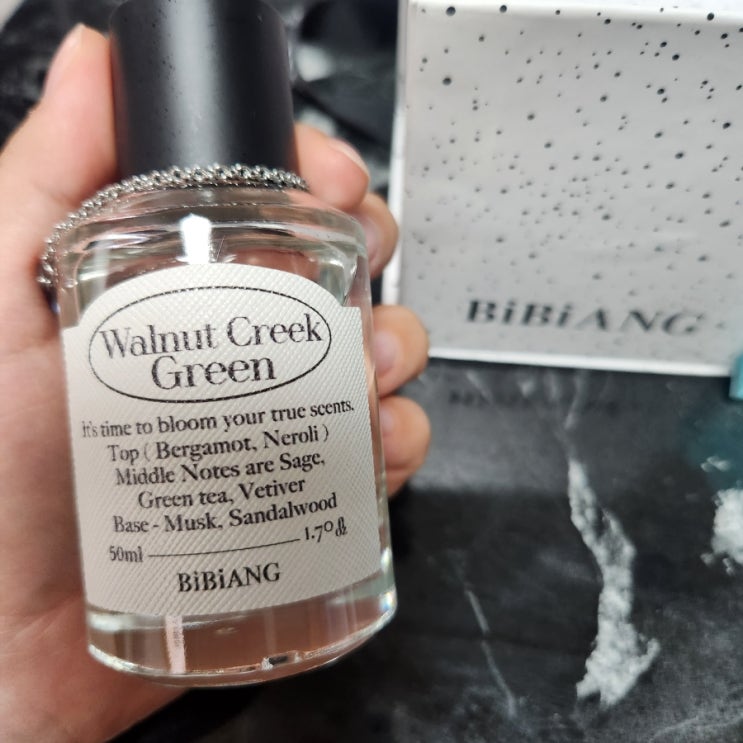 Walnut Creek
Green
it's time to bloom your true scents.
Top ( Bergamot, Neroli )
Middle Notes are Sage,
Green tea, Vetiver
Base - Musk, Sandalwood
50ml 1.70 fl
BiBiANG
BiBiANG